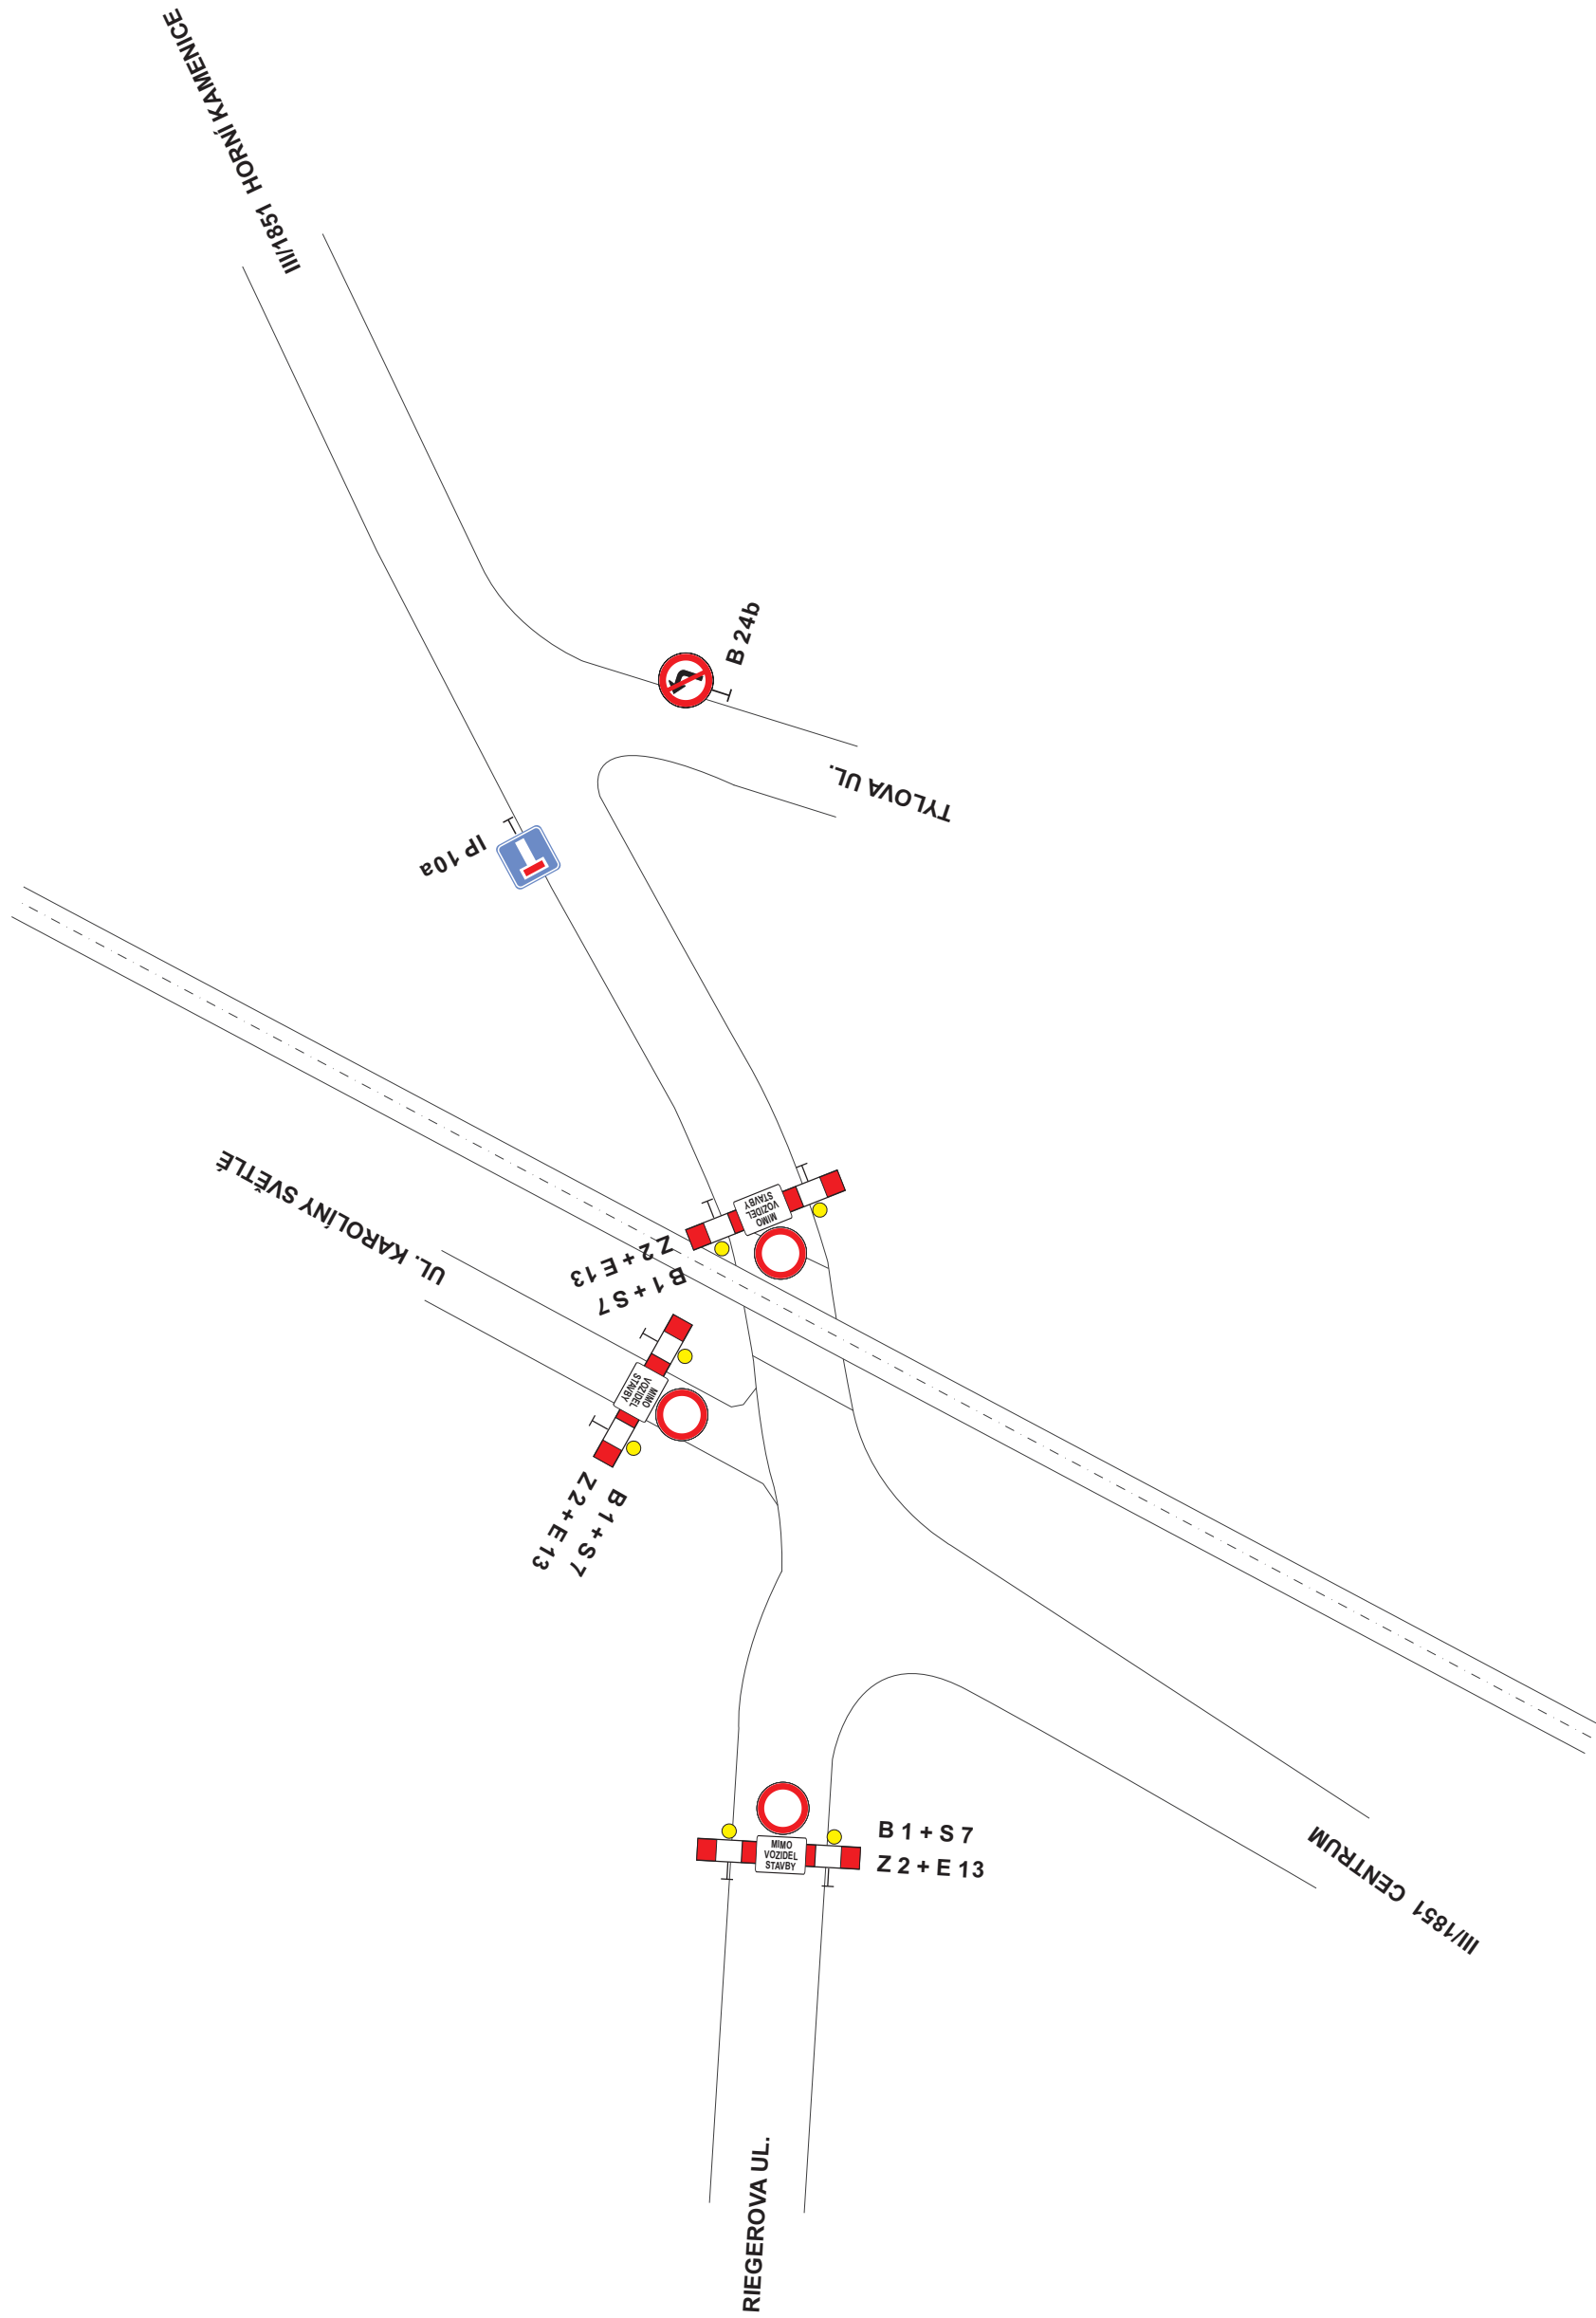 III/1851 HORNÍ KAMENICE
B 24b
TYLOVA UL.
IP 10a
UL. KAROLÍNY SVĚTLÉ
MIMO
VOZIDEL
STAVBY
B 1 + S 7
Z 2 + E 13
MIMO
VOZIDEL
STAVBY
B 1 + S 7
Z 2 + E 13
MIMO
VOZIDEL
STAVBY
B 1 + S 7
Z 2 + E 13
III/1851 CENTRUM
RIEGEROVA UL.